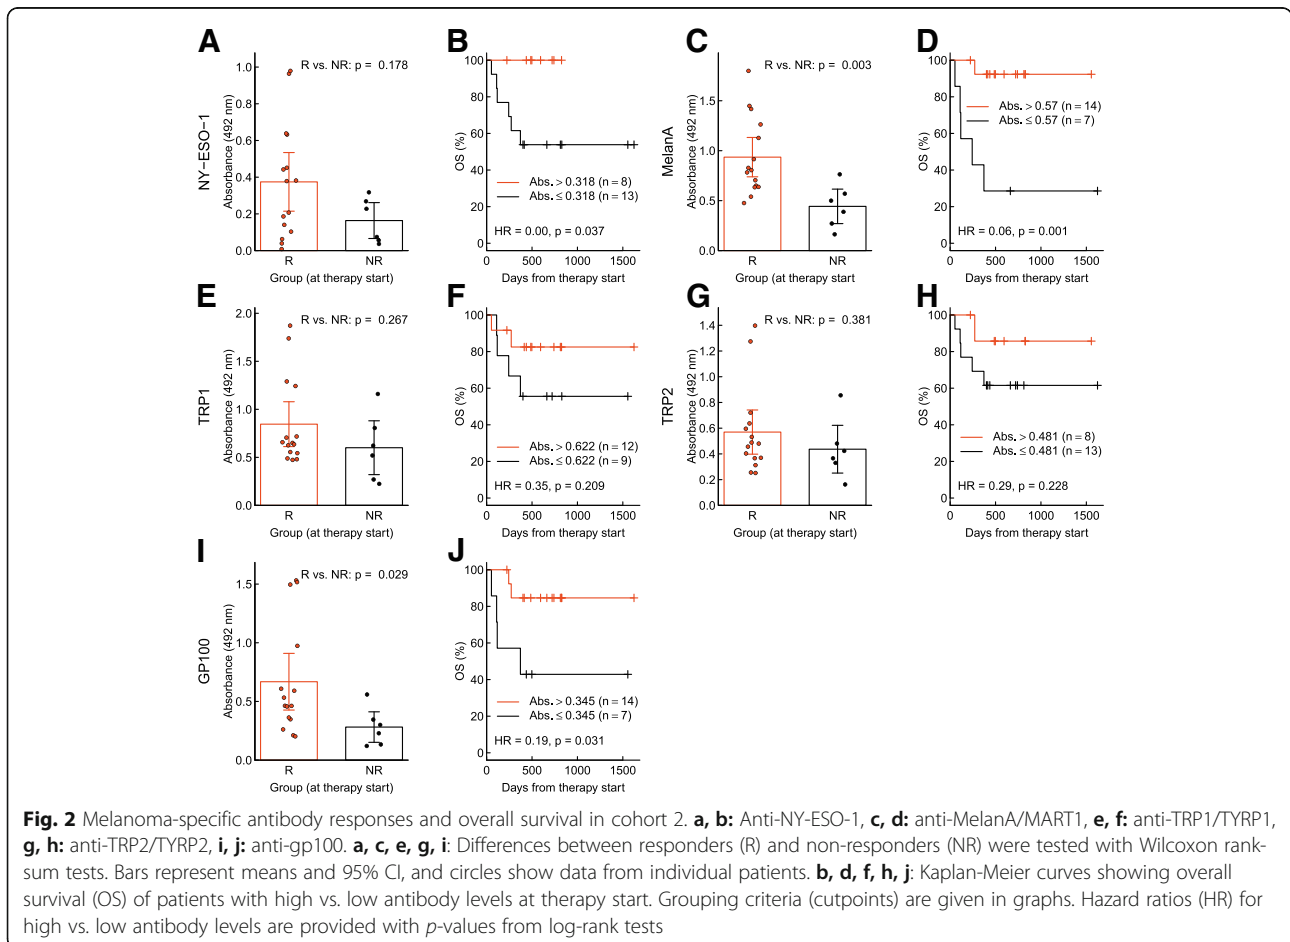 A
NY−ESO−1
Absorbance (492 nm)
R vs. NR: p = 0.178
1.0
0.8
0.6
0.4
0.2
0.0
R
NR
Group (at therapy start)
B
OS (%)
100
80
60
40
20
0
Abs. > 0.318 (n = 8)
Abs. ≤ 0.318 (n = 13)
HR = 0.00, p = 0.037
0
500
1000
1500
Days from therapy start
C
MelanA
Absorbance (492 nm)
R vs. NR: p = 0.003
1.5
1.0
0.5
0.0
R
NR
Group (at therapy start)
D
OS (%)
100
80
60
40
20
0
Abs. > 0.57 (n = 14)
Abs. ≤ 0.57 (n = 7)
HR = 0.06, p = 0.001
0
500
1000
1500
Days from therapy start
E
TRP1
Absorbance (492 nm)
R vs. NR: p = 0.267
2.0
1.5
1.0
0.5
0.0
R
NR
Group (at therapy start)
F
OS (%)
100
80
60
40
20
0
Abs. > 0.622 (n = 12)
Abs. ≤ 0.622 (n = 9)
HR = 0.35, p = 0.209
0
500
1000
1500
Days from therapy start
G
TRP2
Absorbance (492 nm)
R vs. NR: p = 0.381
1.4
1.2
1.0
0.8
0.6
0.4
0.2
0.0
R
NR
Group (at therapy start)
H
OS (%)
100
80
60
40
20
0
Abs. > 0.481 (n = 8)
Abs. ≤ 0.481 (n = 13)
HR = 0.29, p = 0.228
0
500
1000
1500
Days from therapy start
I
GP100
Absorbance (492 nm)
R vs. NR: p = 0.029
1.5
1.0
0.5
0.0
R
NR
Group (at therapy start)
J
OS (%)
100
80
60
40
20
0
Abs. > 0.345 (n = 14)
Abs. ≤ 0.345 (n = 7)
HR = 0.19, p = 0.031
0
500
1000
1500
Days from therapy start
Fig. 2 Melanoma-specific antibody responses and overall survival in cohort 2. a, b: Anti-NY-ESO-1, c, d: anti-MelanA/MART1, e, f: anti-TRP1/TYRP1,
g, h: anti-TRP2/TYRP2, i, j: anti-gp100. a, c, e, g, i: Differences between responders (R) and non-responders (NR) were tested with Wilcoxon rank-
sum tests. Bars represent means and 95% CI, and circles show data from individual patients. b, d, f, h, j: Kaplan-Meier curves showing overall
survival (OS) of patients with high vs. low antibody levels at therapy start. Grouping criteria (cutpoints) are given in graphs. Hazard ratios (HR) for
high vs. low antibody levels are provided with p-values from log-rank tests